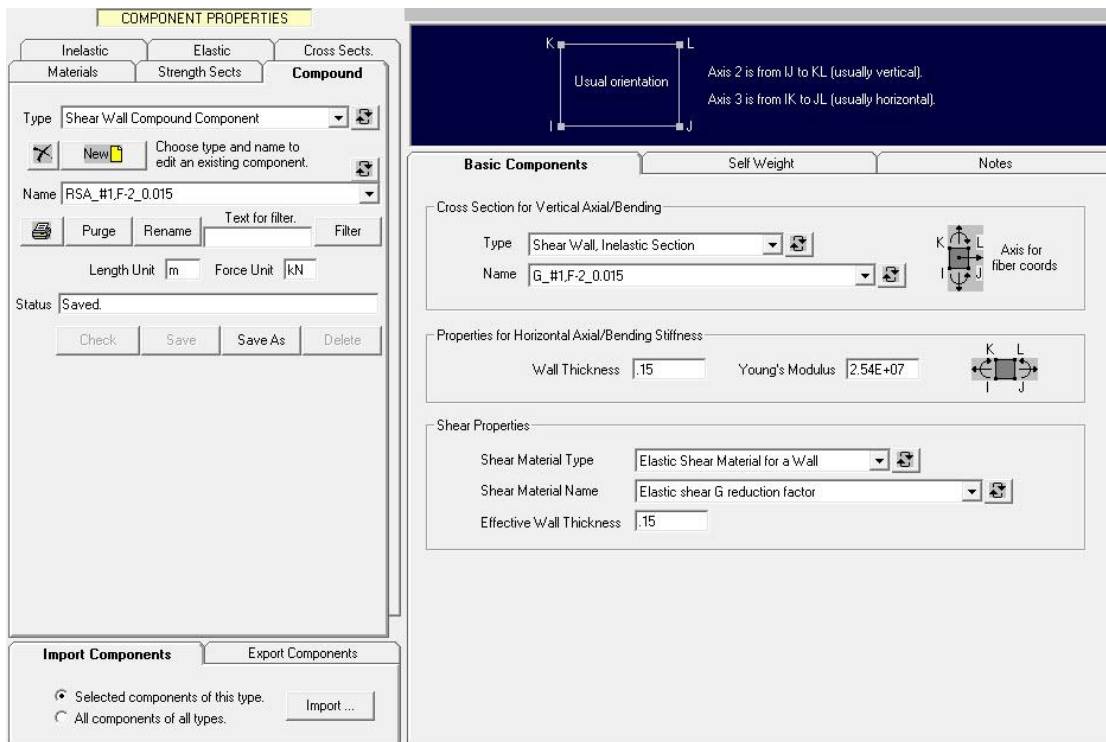 COMPONENT PROPERTIES
Inelastic Elastic Cross Sects.
Materials Strength Sects Compound
Type Shear Wall Compound Component
New Choose type and name to
edit an existing component.
Name RSA_#1,F-2_0.015
Text for filter.
Purge Rename Filter
Length Unit m Force Unit kN
Status Saved.
Check Save Save As Delete
Import Components Export Components
Selected components of this type.
All components of all types.
Import ...
K L
Usual orientation
I J
Axis 2 is from IJ to KL (usually vertical).
Axis 3 is from IK to JL (usually horizontal).
Basic Components Self Weight Notes
Cross Section for Vertical Axial/Bending
Type Shear Wall, Inelastic Section
Name G_#1,F-2_0.015
K L
I J
Axis for
fiber coords
Properties for Horizontal Axial/Bending Stiffness
Wall Thickness .15 Young's Modulus 2.54E+07
K L
I J
Shear Properties
Shear Material Type Elastic Shear Material for a Wall
Shear Material Name Elastic shear G reduction factor
Effective Wall Thickness .15